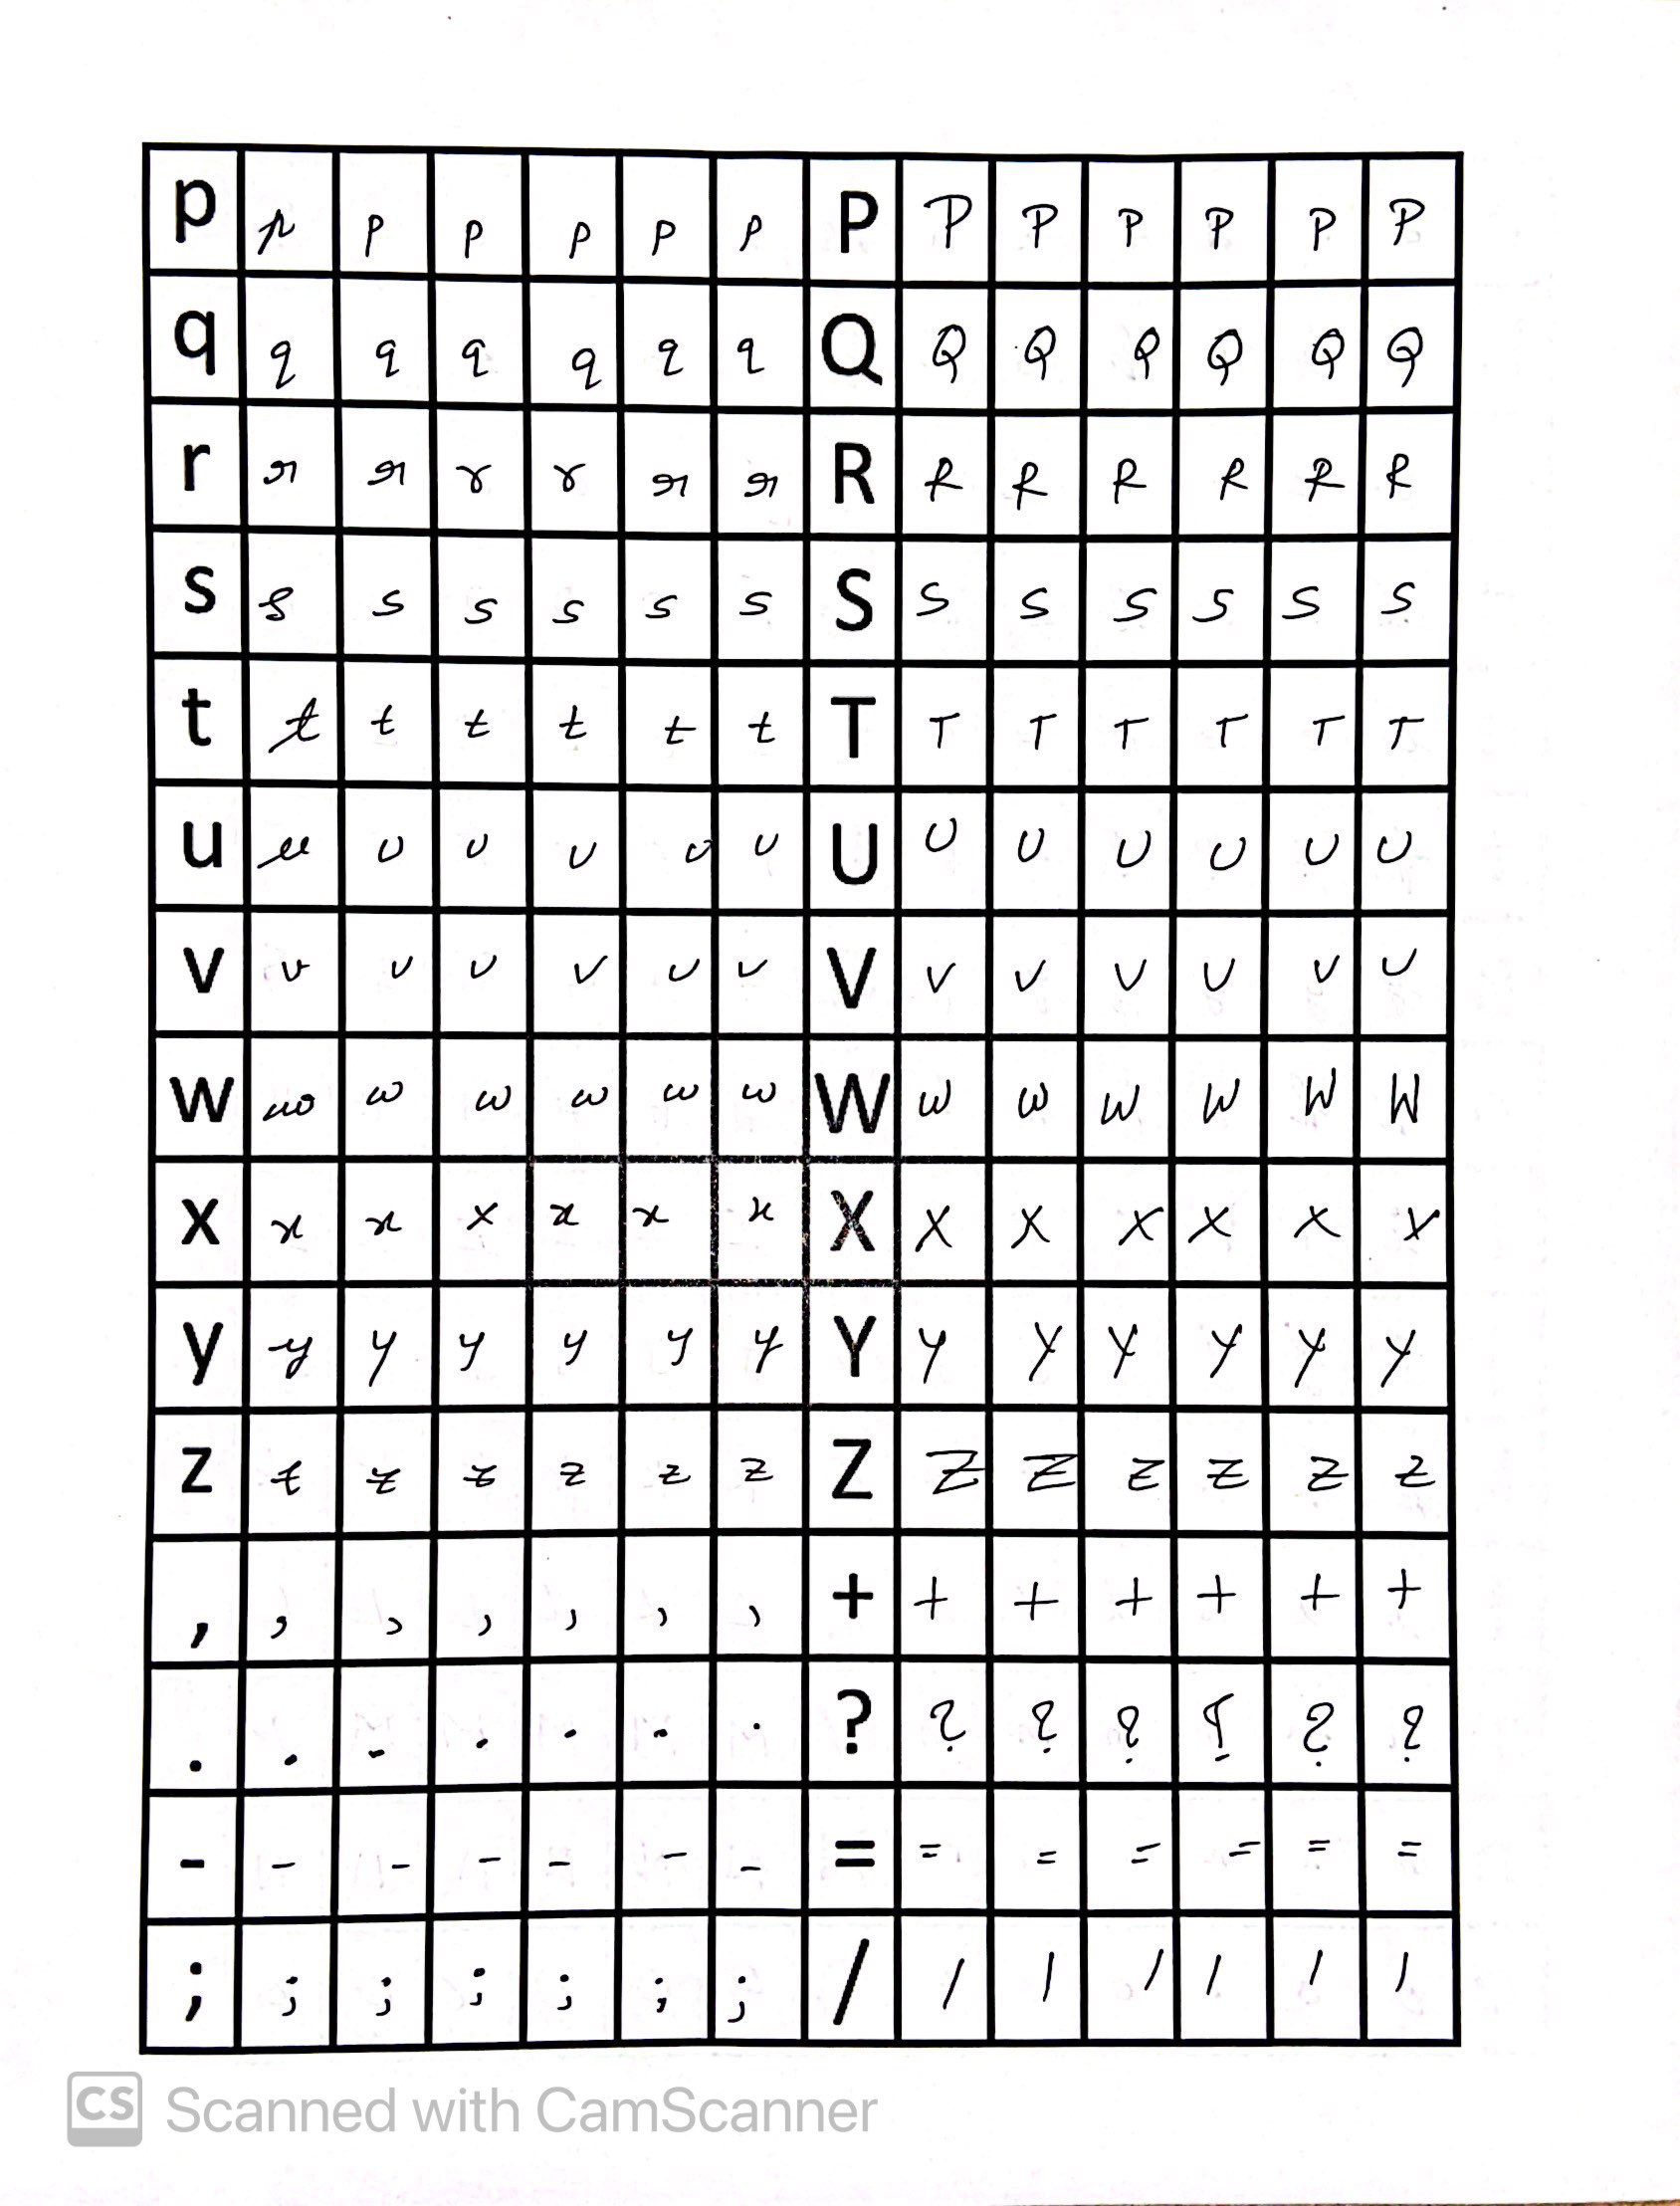 p p p p p p p P P P P P P P
q q q q q q q Q Q Q Q Q Q Q
r r r r r r r R R R R R R R
s s s s s s s S S S S S S S
t t t t t t t T T T T T T T
u u u u u u u U U U U U U U
v v v v v v v V V V V V V V
w w w w w w w W W W W W W W
x x x x x x x X X X X X X X
y y y y y y y Y Y Y Y Y Y Y
z z z z z z z Z Z Z Z Z Z Z
, , , , , , , + + + + + + +
. . . . . . . ? ? ? ? ? ? ?
- - - - - - - = = = = = = =
; ; ; ; ; ; ; / / / / / / /
CS Scanned with CamScanner